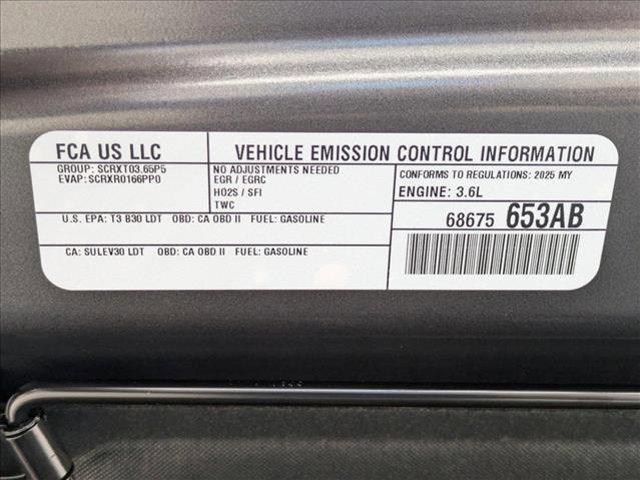 FCA US LLC
VEHICLE EMISSION CONTROL INFORMATION
GROUP: SCRXT03.65P5
EVAP: SCRXR0166PP0
NO ADJUSTMENTS NEEDED
EGR / EGRC
HO2S / SFI
TWC
CONFORMS TO REGULATIONS: 2025 MY
ENGINE: 3.6L
U.S. EPA: T3 B30 LDT OBD: CA OBD II FUEL: GASOLINE
68675 653AB
CA: SULEV30 LDT OBD: CA OBD II FUEL: GASOLINE